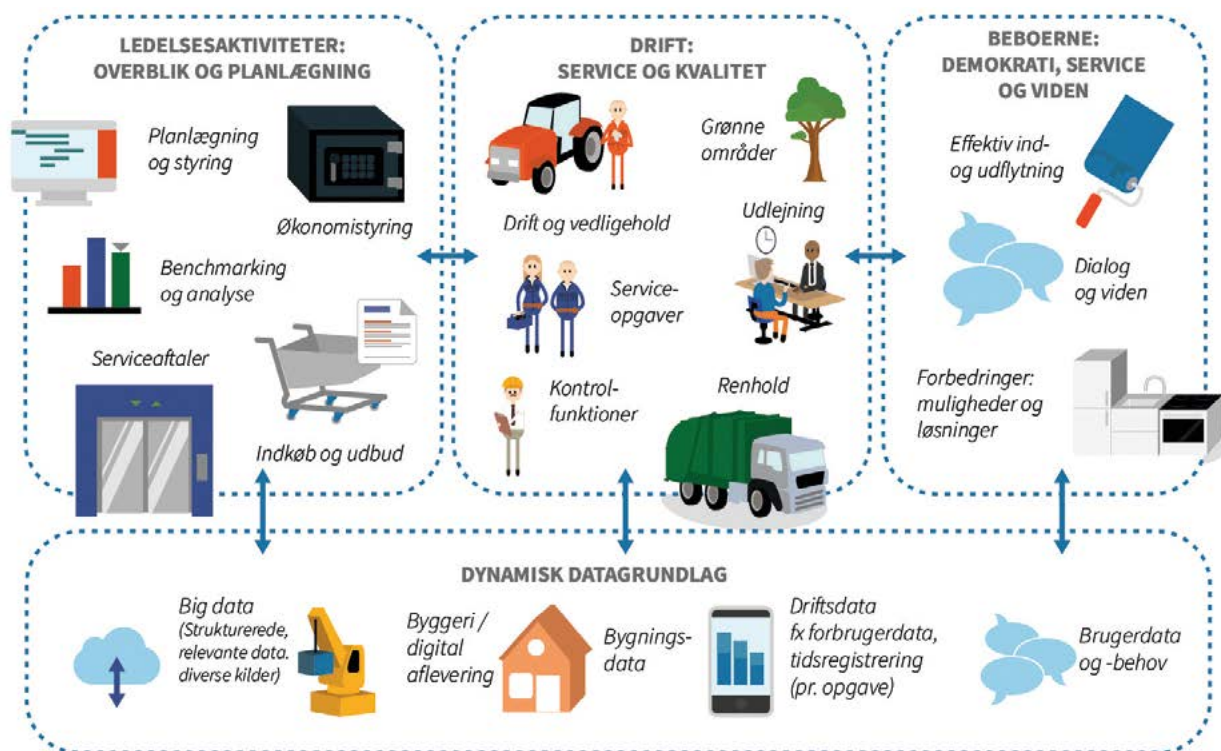 LEDELSESAKTIVITETER:
OVERBLIK OG PLANLÆGNING
Planlægning
og styring
Økonomistyring
Benchmarking
og analyse
Serviceaftaler
Indkøb og udbud
DRIFT:
SERVICE OG KVALITET
Grønne
områder
Drift og vedligehold
Udlejning
Service-
opgaver
Kontrol-
funktioner
Renhold
BEBOERNE:
DEMOKRATI, SERVICE
OG VIDEN
Effektiv ind-
og udflytning
Dialog
og viden
Forbedringer:
muligheder og
løsninger
DYNAMISK DATAGRUNDLAG
Big data
(Strukturerede,
relevante data.
diverse kilder)
Byggeri /
digital
aflevering
Bygnings-
data
Driftsdata
fx forbrugerdata,
tidsregistrering
(pr. opgave)
Brugerdata
og -behov